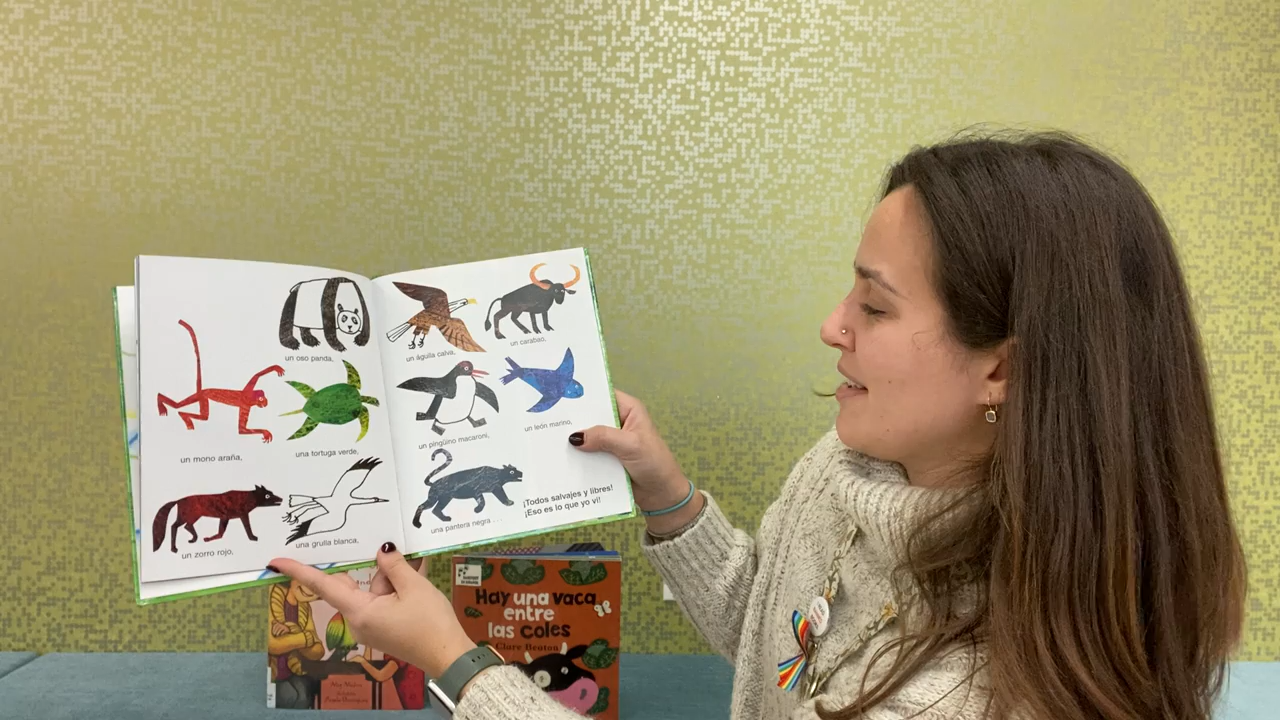 un oso panda,
un mono araña,
una tortuga verde,
un zorro rojo,
una grulla blanca,
un águila calva,
un carabao,
un pingüino macaroni,
un león marino,
una pantera negra . . .
¡Todos salvajes y libres!
¡Eso es lo que yo vi!
Hay una vaca
entre
las coles
Clare Beaton